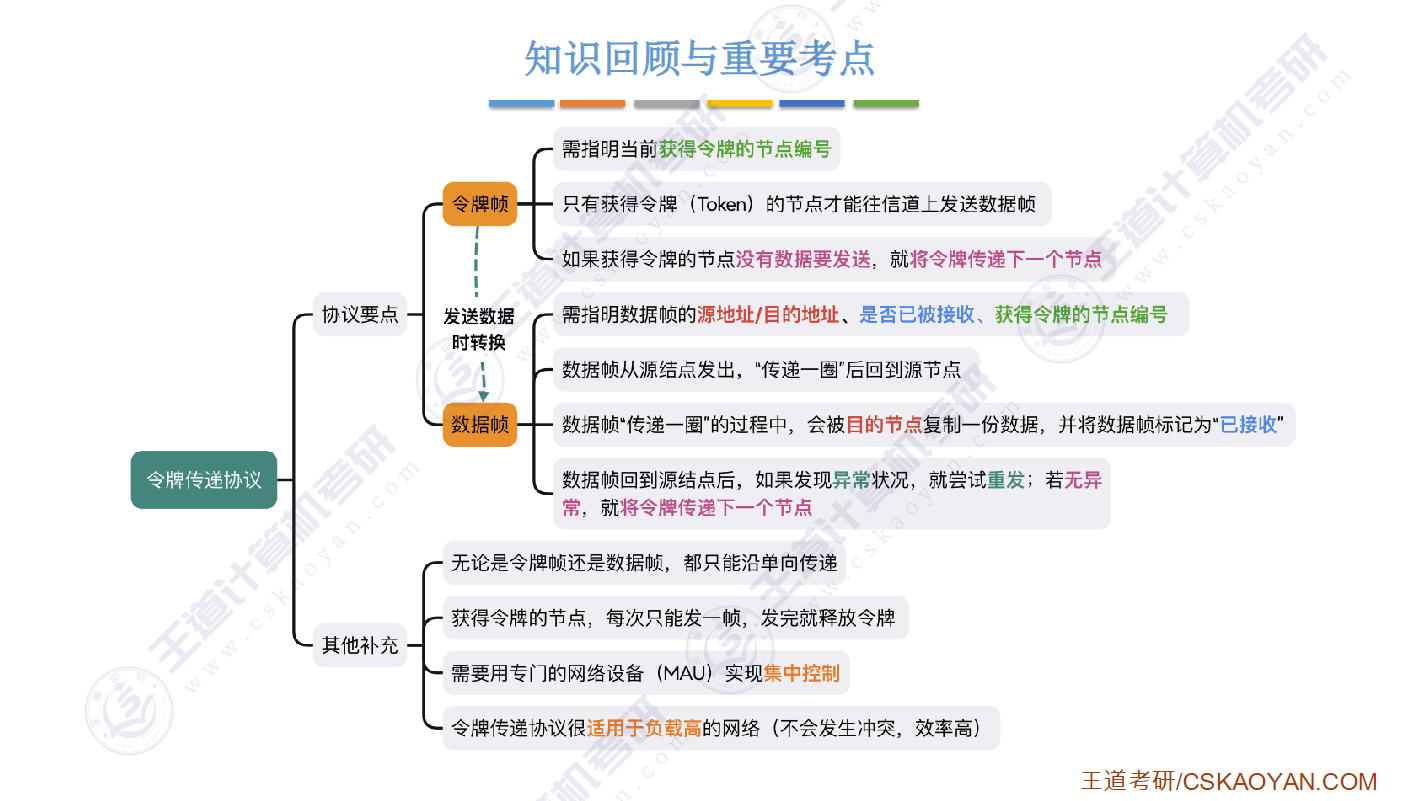 知识回顾与重要考点
需指明当前获得令牌的节点编号
令牌帧
只有获得令牌（Token）的节点才能往信道上发送数据帧
如果获得令牌的节点没有数据要发送，就将令牌传递下一个节点
协议要点
发送数据
时转换
需指明数据帧的源地址/目的地址、是否已被接收、获得令牌的节点编号
数据帧从源结点发出，“传递一圈”后回到源节点
数据帧
数据帧“传递一圈”的过程中，会被目的节点复制一份数据，并将数据帧标记为“已接收”
数据帧回到源结点后，如果发现异常状况，就尝试重发；若无异
常，就将令牌传递下一个节点
令牌传递协议
无论是令牌帧还是数据帧，都只能沿单向传递
获得令牌的节点，每次只能发一帧，发完就释放令牌
其他补充
需要用专门的网络设备（MAU）实现集中控制
令牌传递协议很适用于负载高的网络（不会发生冲突，效率高）
王道考研/CSKAOYAN.COM
王道计算机考研
www.cskaoyan.com